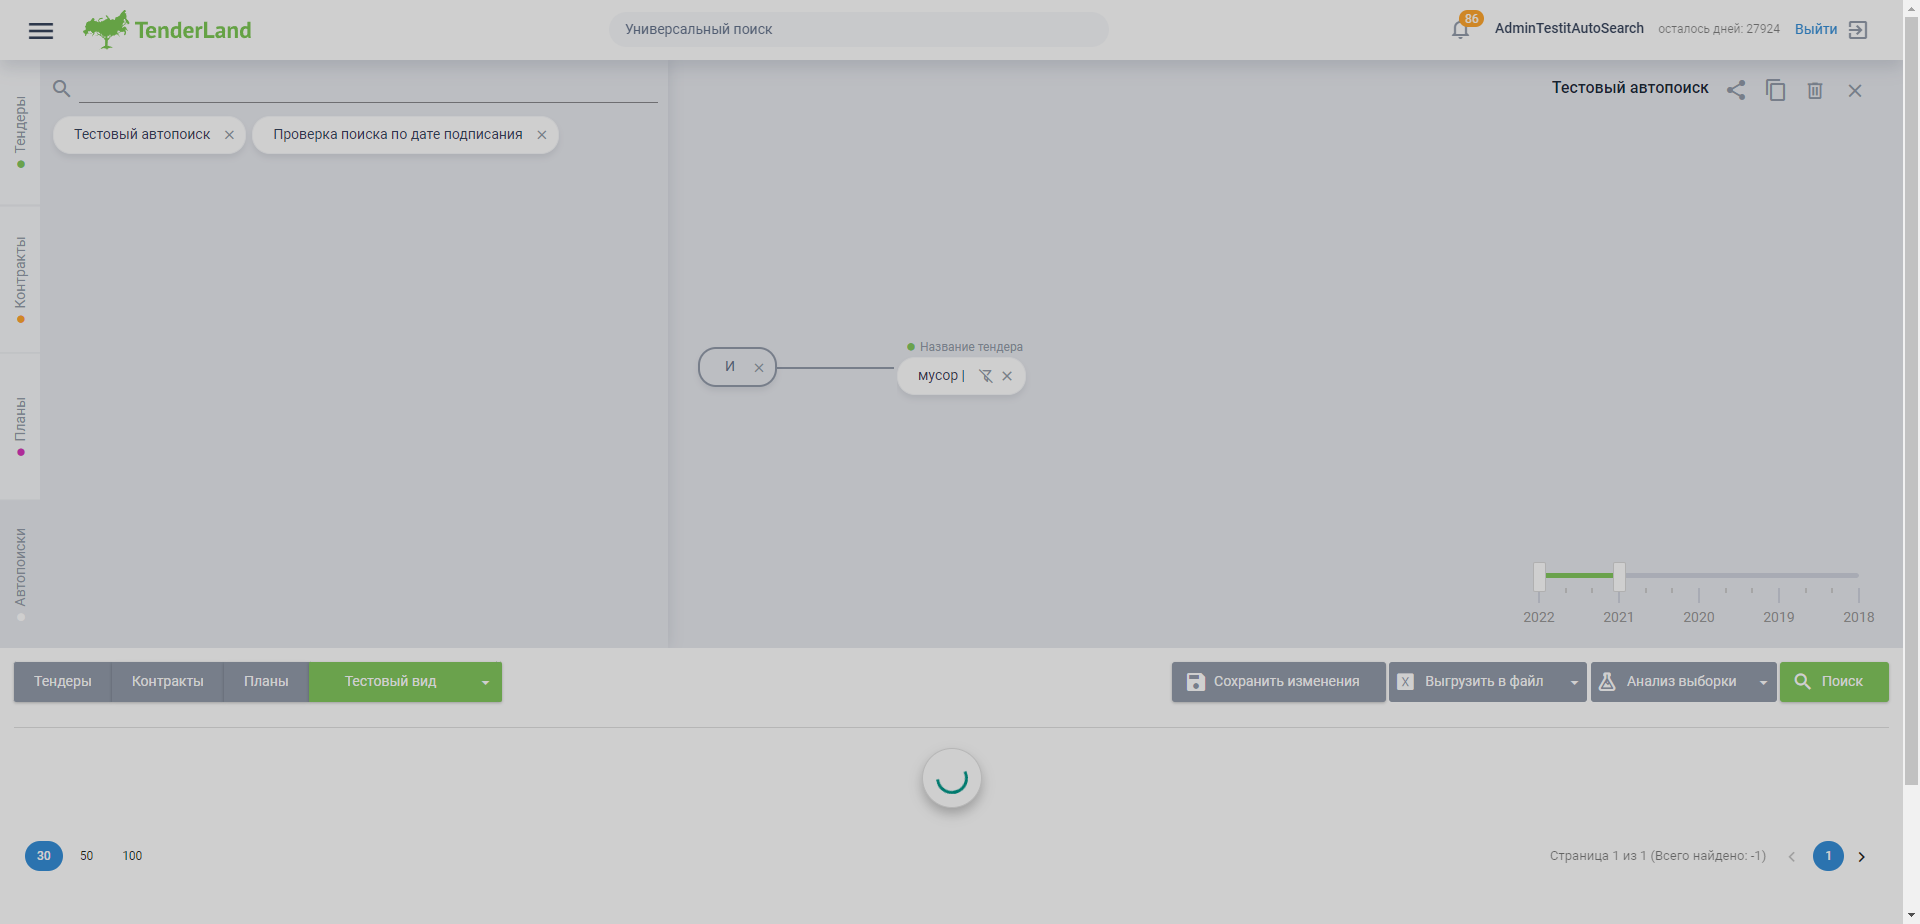 TenderLand
Универсальный поиск
86
AdminTestitAutoSearch
осталось дней: 27924
Выйти
Тендеры
Контракты
Планы
Автопоиски
Тестовый автопоиск
Проверка поиска по дате подписания
Тестовый автопоиск
И
Название тендера
мусор |
2022 2021 2020 2019 2018
Тендеры
Контракты
Планы
Тестовый вид
Сохранить изменения
X Выгрузить в файл
Анализ выборки
Поиск
30 50 100
Страница 1 из 1 (Всего найдено: -1)
1